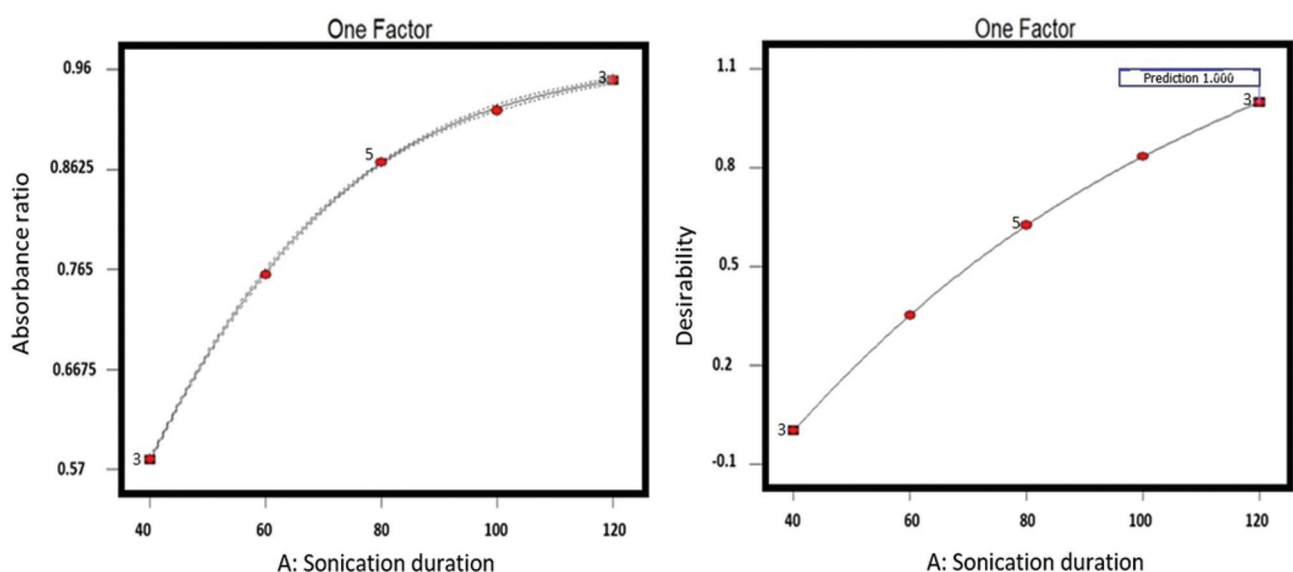 One Factor
0.96
0.8625
0.765
0.6675
0.57
Absorbance ratio
3
5
3
40 60 80 100 120
A: Sonication duration
One Factor
1.1
0.8
0.5
0.2
-0.1
Desirability
Prediction 1.000
3
5
3
40 60 80 100 120
A: Sonication duration